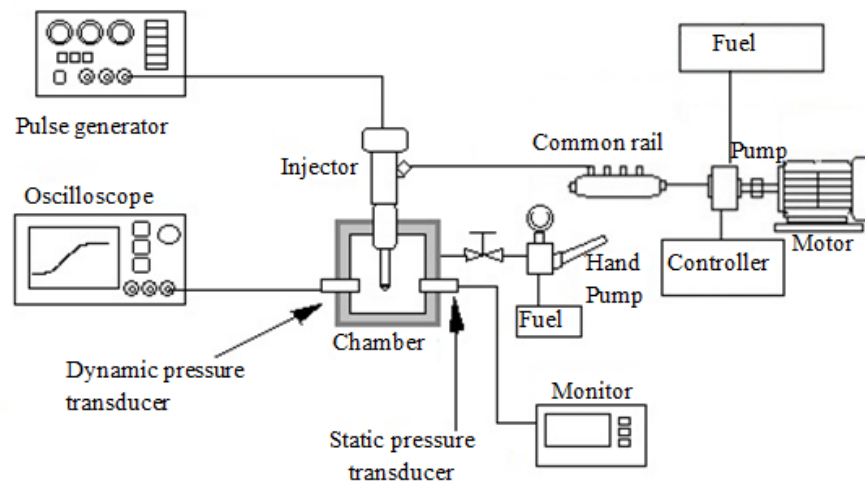 Fuel
Pulse generator
Common rail
Pump
Injector
Oscilloscope
Motor
Hand
Pump
Controller
Fuel
Chamber
Dynamic pressure
transducer
Monitor
Static pressure
transducer